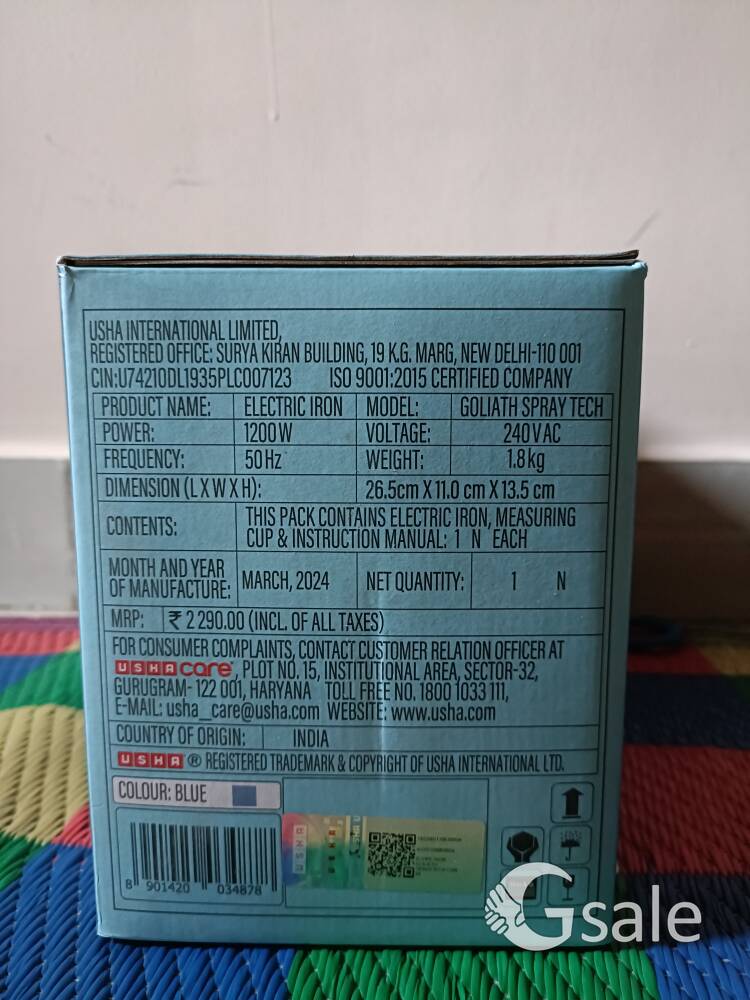 USHA INTERNATIONAL LIMITED,
REGISTERED OFFICE: SURYA KIRAN BUILDING, 19 K.G. MARG, NEW DELHI-110 001
CIN:U74210DL1935PLC007123 ISO 9001:2015 CERTIFIED COMPANY
PRODUCT NAME: ELECTRIC IRON MODEL: GOLIATH SPRAY TECH
POWER: 1200W VOLTAGE: 240V AC
FREQUENCY: 50Hz WEIGHT: 1.8kg
DIMENSION (L X W X H): 26.5cm X 11.0 cm X 13.5 cm
CONTENTS: THIS PACK CONTAINS ELECTRIC IRON, MEASURING
CUP & INSTRUCTION MANUAL: 1 N EACH
MONTH AND YEAR
OF MANUFACTURE: MARCH, 2024 NET QUANTITY: 1 N
MRP: ₹ 2 290.00 (INCL. OF ALL TAXES)
FOR CONSUMER COMPLAINTS, CONTACT CUSTOMER RELATION OFFICER AT
USHA care, PLOT NO. 15, INSTITUTIONAL AREA, SECTOR-32,
GURUGRAM- 122 001, HARYANA TOLL FREE NO. 1800 1033 111,
E-MAIL: usha_care@usha.com WEBSITE: www.usha.com
COUNTRY OF ORIGIN: INDIA
USHA ® REGISTERED TRADEMARK & COPYRIGHT OF USHA INTERNATIONAL LTD.
COLOUR: BLUE
USHA
8 901420 034878
Gsale